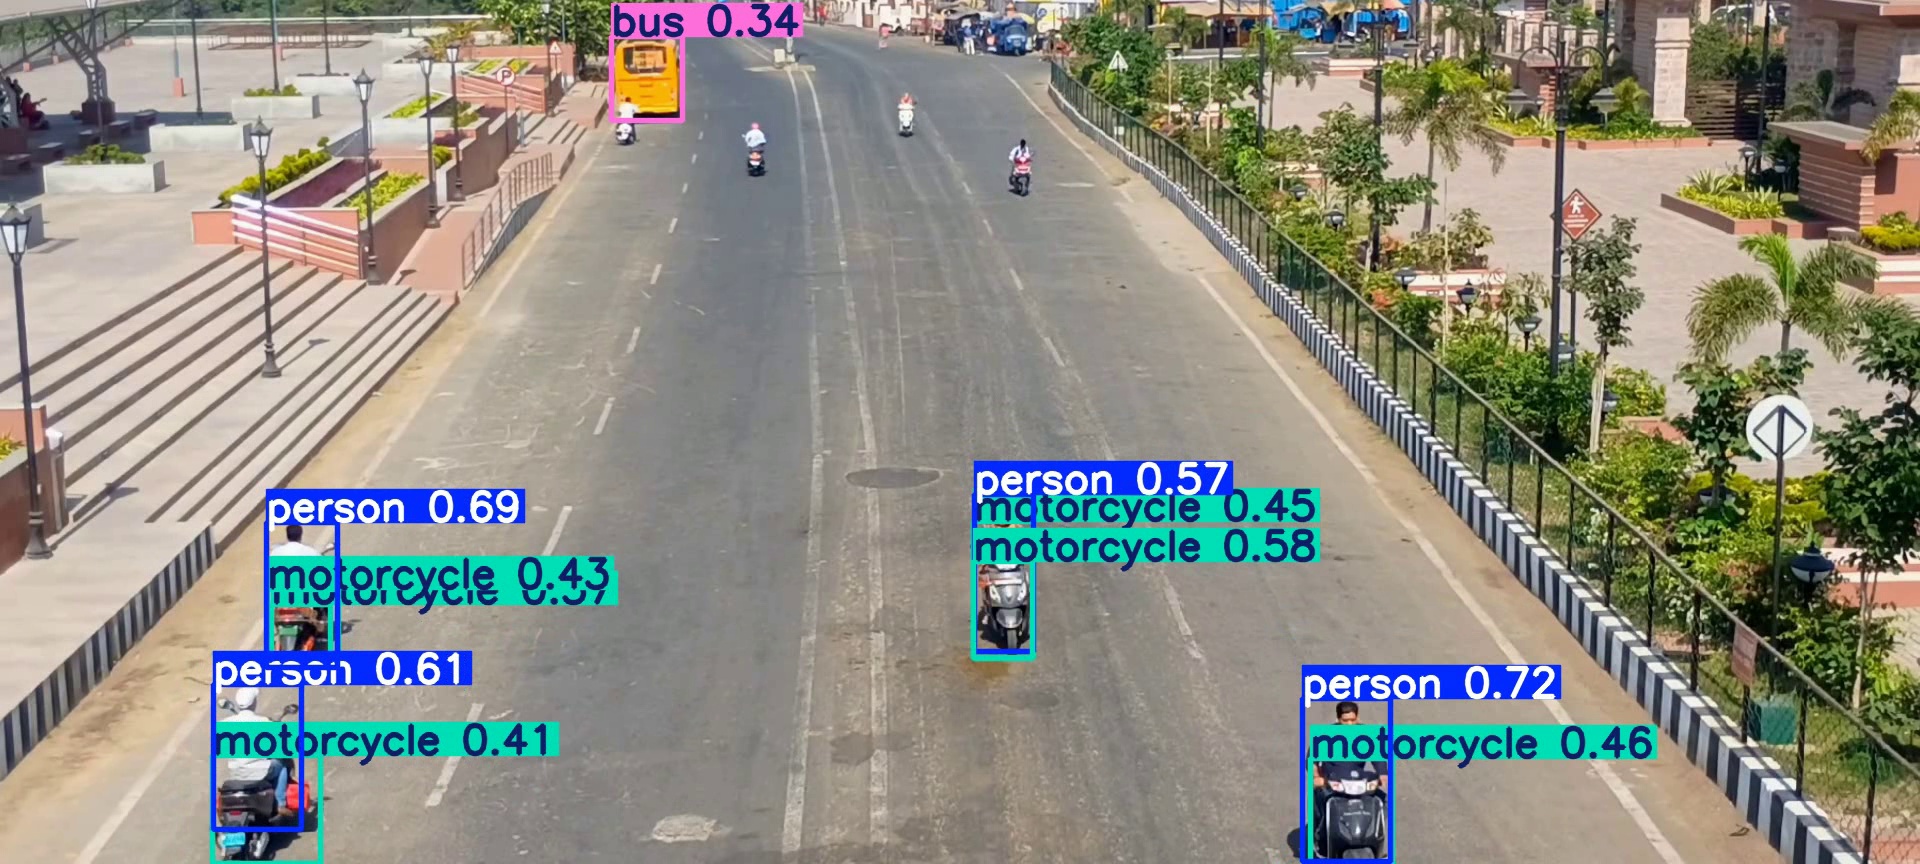 bus 0.34
person 0.57
motorcycle 0.45
person 0.69
motorcycle 0.58
motorcycle 0.43
person 0.61
person 0.72
motorcycle 0.41
motorcycle 0.46
P